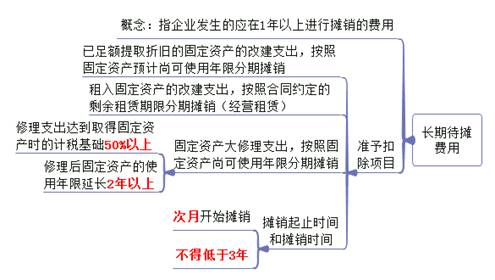 概念：指企业发生的应在1年以上进行摊销的费用
已足额提取折旧的固定资产的改建支出，按照
固定资产预计尚可使用年限分期摊销
租入固定资产的改建支出，按照合同约定的
剩余租赁期限分期摊销（经营租赁）
修理支出达到取得固定资
产时的计税基础50%以上
修理后固定资产的使
用年限延长2年以上
固定资产大修理支出，按照固
定资产尚可使用年限分期摊销
次月开始摊销
不得低于3年
摊销起止时间
和摊销时间
准予扣
除项目
长期待摊
费用